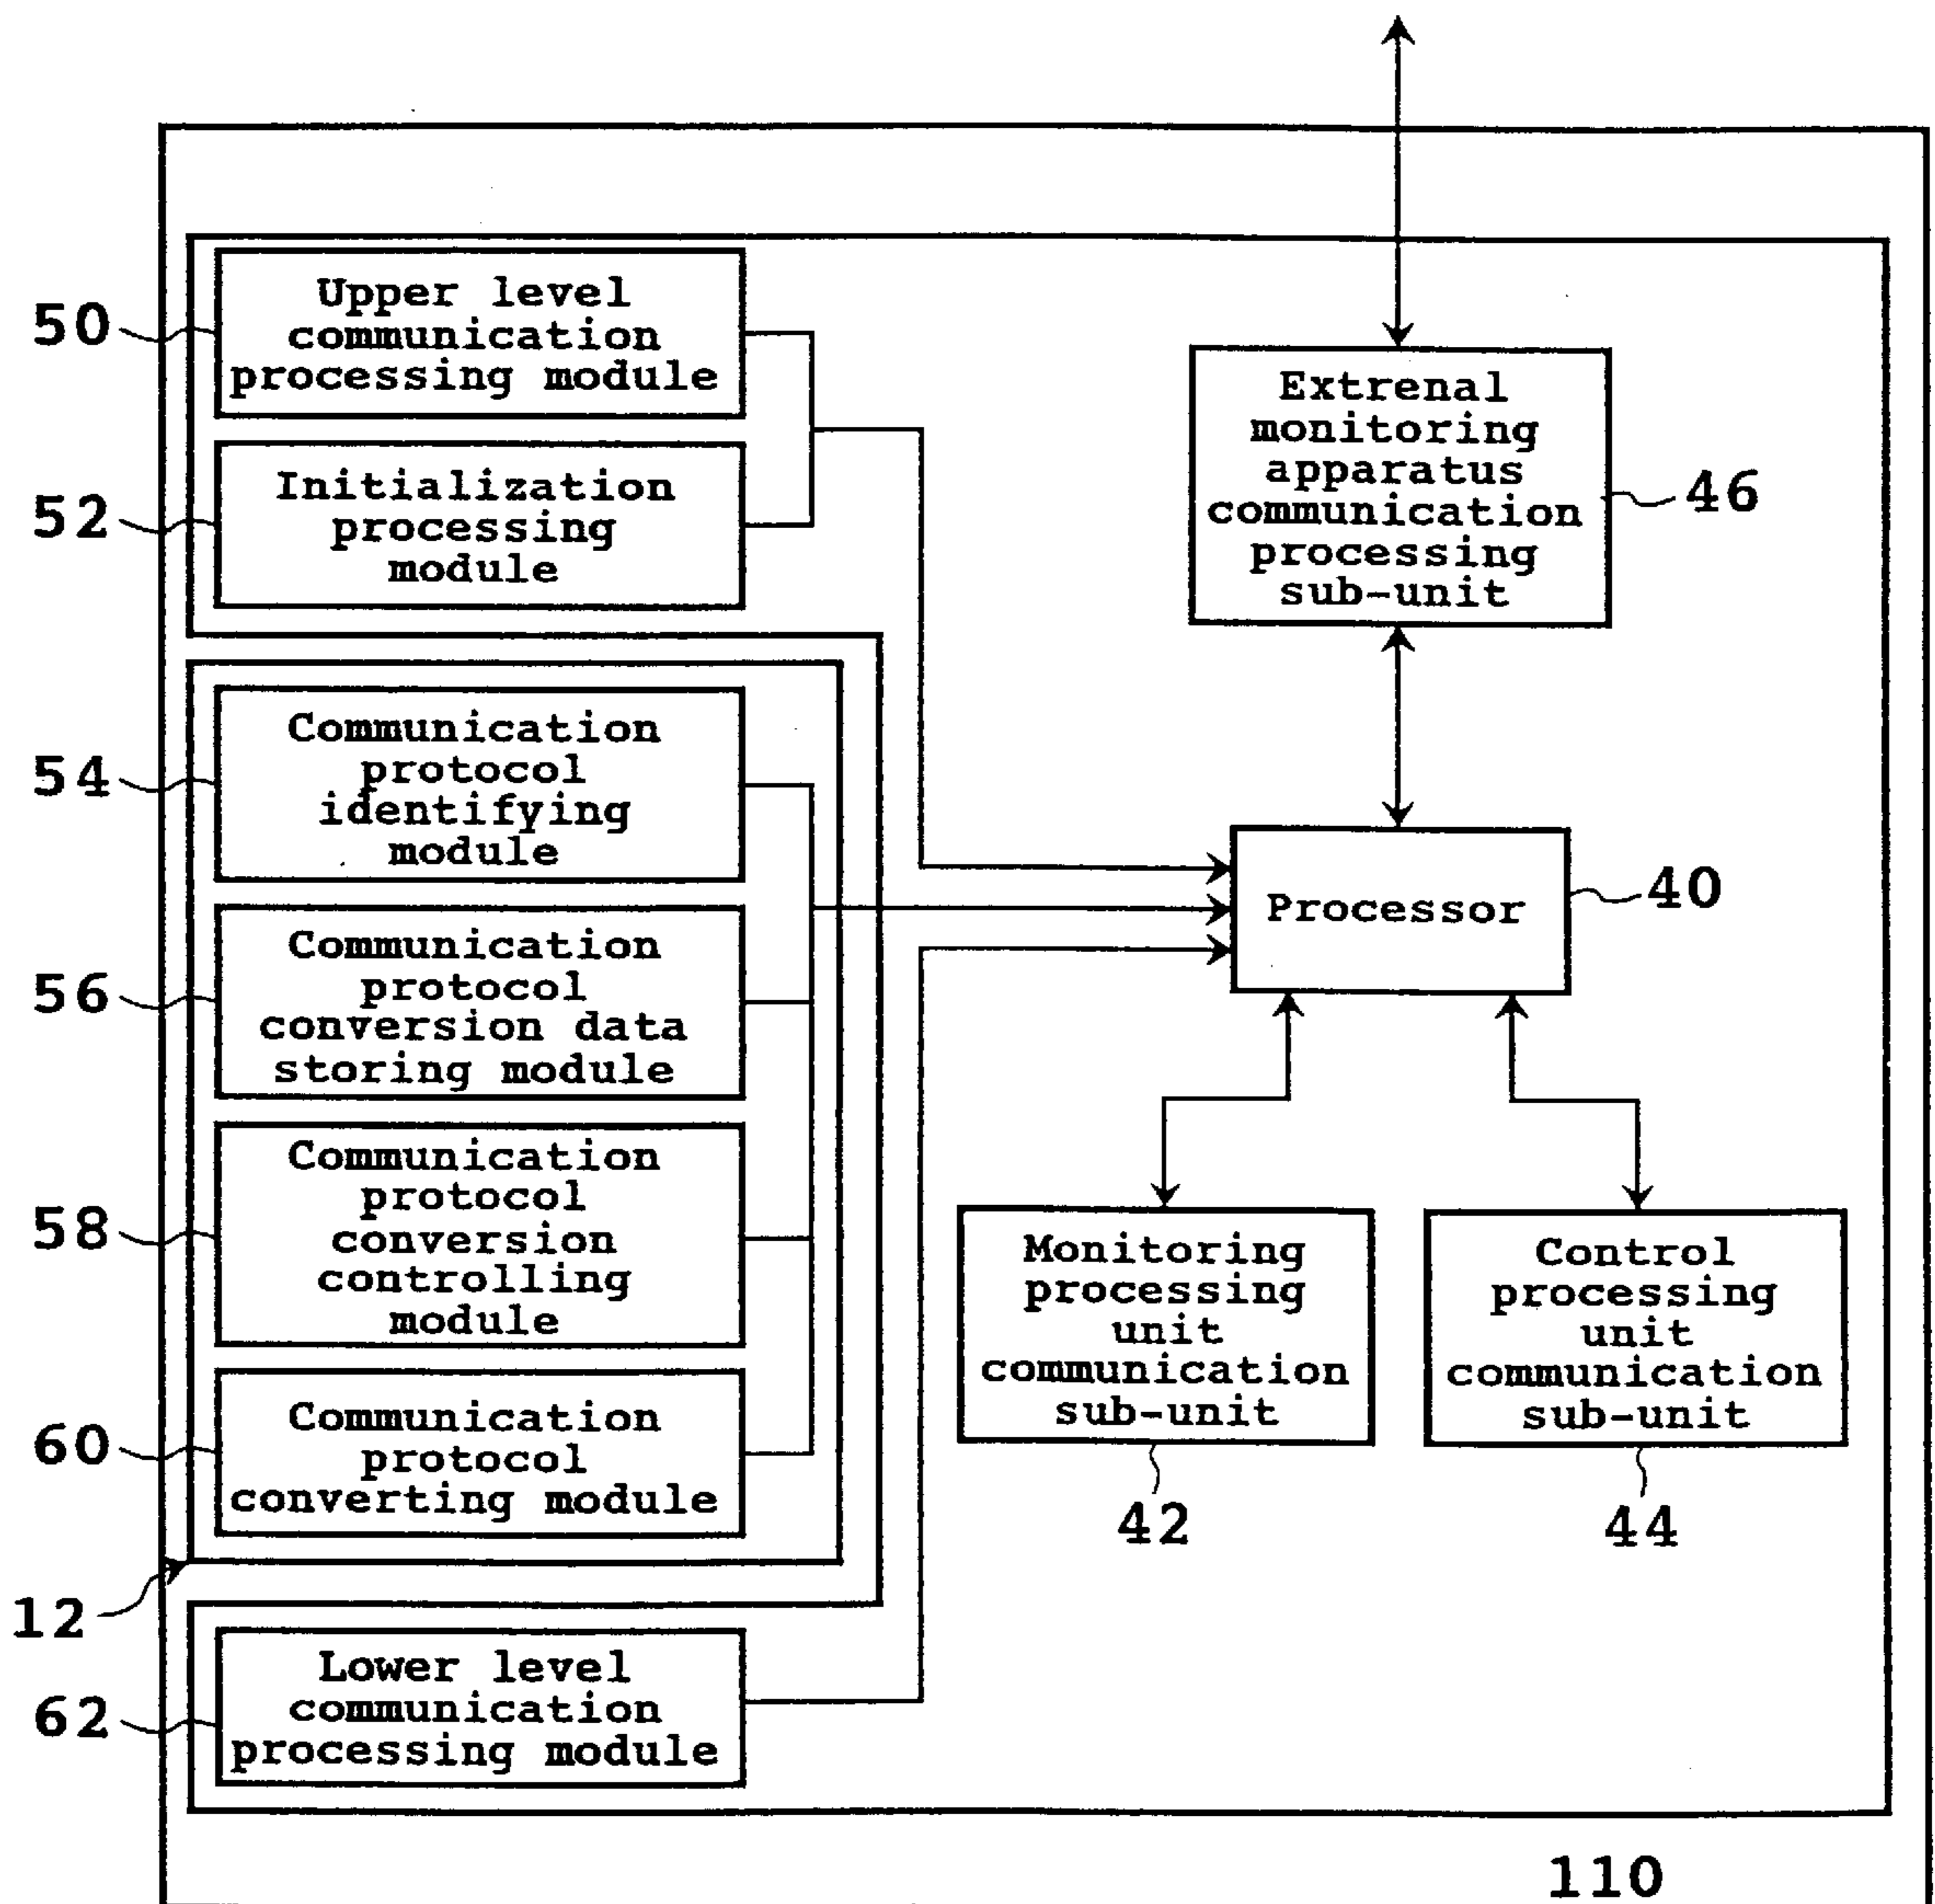 50
Upper level
communication
processing module
52
Initialization
processing
module
54
Communication
protocol
identifying
module
56
Communication
protocol
conversion data
storing module
58
Communication
protocol
conversion
controlling
module
60
Communication
protocol
converting module
12
62
Lower level
communication
processing module
Extrenal
monitoring
apparatus
communication
processing
sub-unit
46
Processor
40
Monitoring
processing
unit
communication
sub-unit
42
Control
processing
unit
communication
sub-unit
44
110